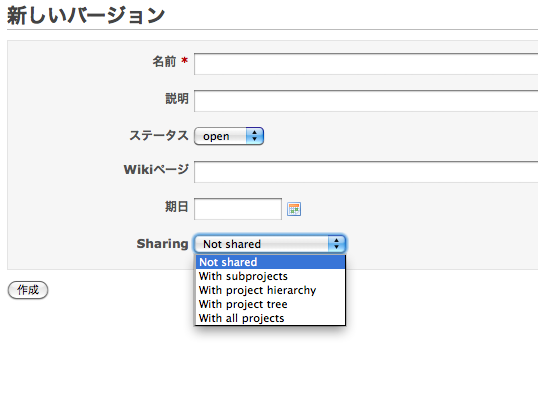 新しいバージョン
名前 *
説明
ステータス open
Wikiページ
期日
Sharing Not shared
Not shared
With subprojects
With project hierarchy
With project tree
With all projects
作成